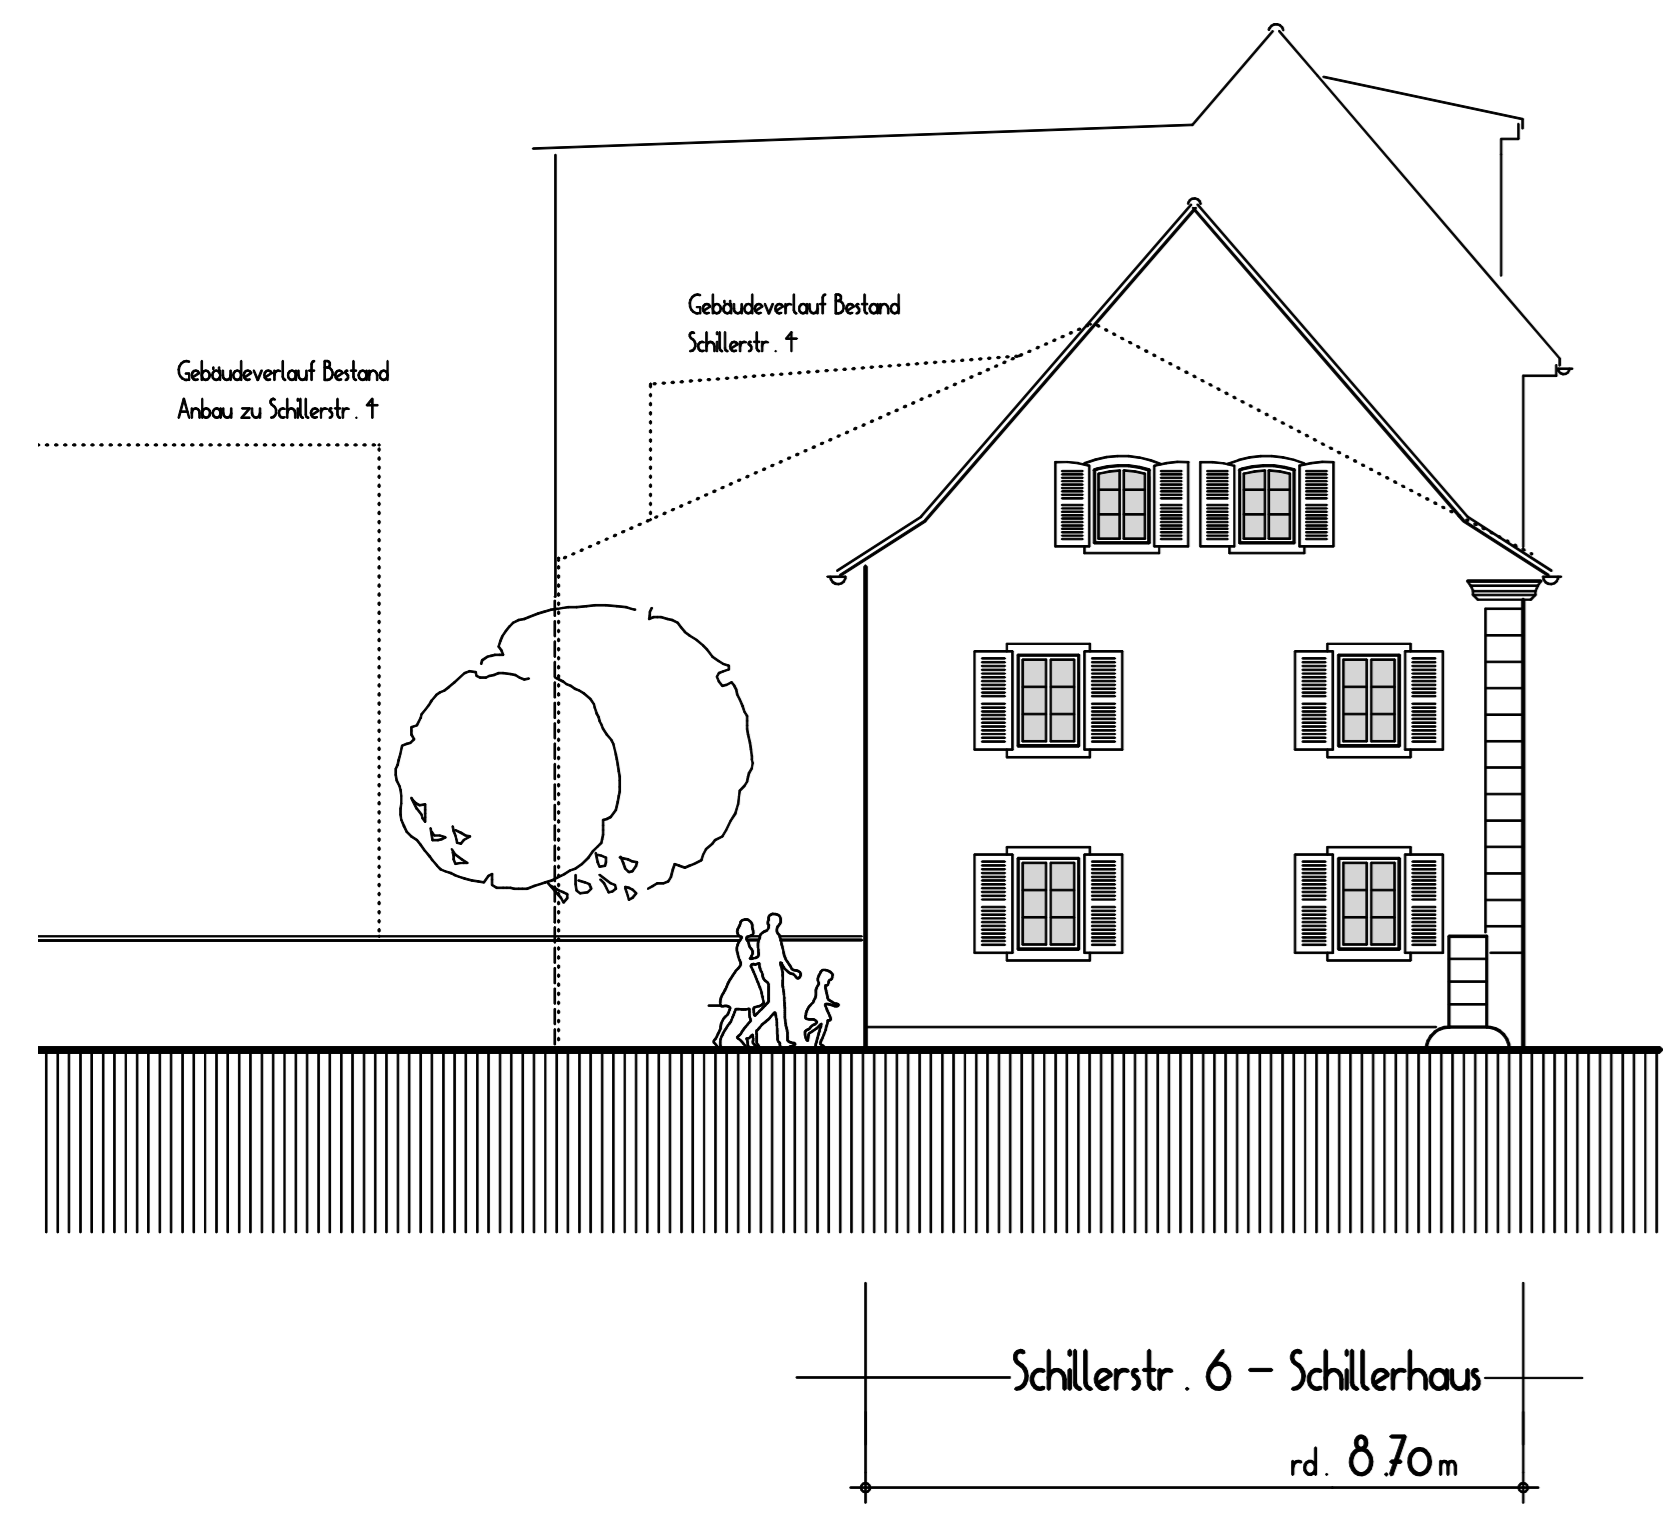 Gebäudeverlauf Bestand
Schillerstr. 4
Gebäudeverlauf Bestand
Anbau zu Schillerstr. 4
Schillerstr. 6 - Schillerhaus
rd. 8.70m